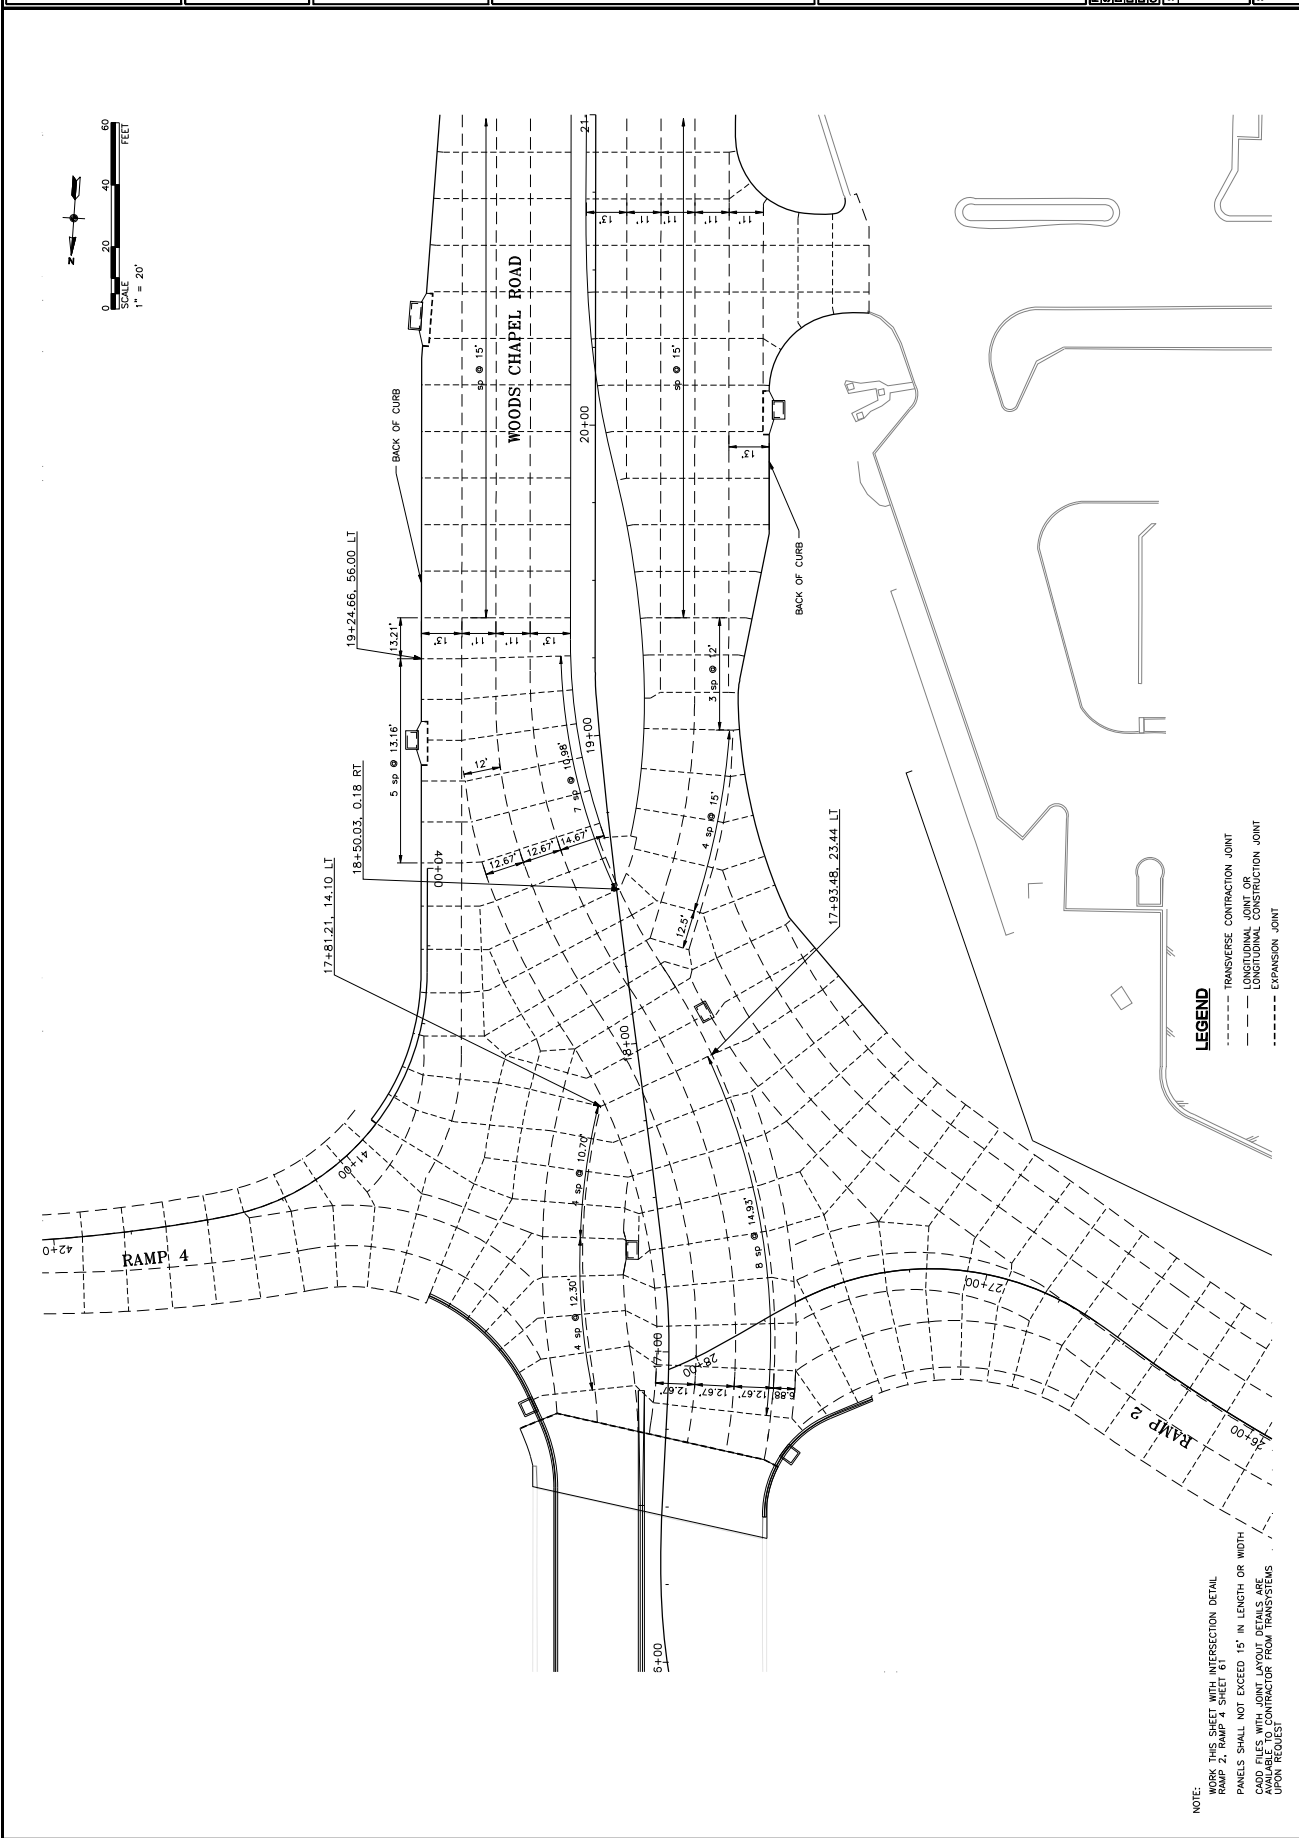 60
FEET
40
20
0
SCALE
1" = 20'
N
WOODS CHAPEL ROAD
21
20+00
19+00
18+00
17+00
6+00
sp @ 15'
sp @ 15'
13'
11'
11'
11'
11'
13'
BACK OF CURB
BACK OF CURB
19+24.66, 56.00 LT
13.21'
13'
11'
11'
13'
5 sp @ 13.16'
3 sp @ 12'
12'
7 sp @ 10.98'
18+50.03, 0.18 RT
12.67'
12.67'
14.67'
4 sp @ 15'
12.5'
17+81.21, 14.10 LT
17+93.48, 23.44 LT
40+00
41+00
42+0
RAMP 4
4 sp @ 10.70'
4 sp @ 12.30'
8 sp @ 14.93'
12.67'
12.67'
12.67'
6.88'
28+00
27+00
26+00
RAMP 2
LEGEND
TRANSVERSE CONTRACTION JOINT
LONGITUDINAL JOINT OR
LONGITUDINAL CONSTRUCTION JOINT
EXPANSION JOINT
NOTE:
WORK THIS SHEET WITH INTERSECTION DETAIL
RAMP 2, RAMP 4 SHEET 61
PANELS SHALL NOT EXCEED 15' IN LENGTH OR WIDTH
CADD FILES WITH JOINT LAYOUT DETAILS ARE
AVAILABLE TO CONTRACTOR FROM TRANSYSTEMS
UPON REQUEST